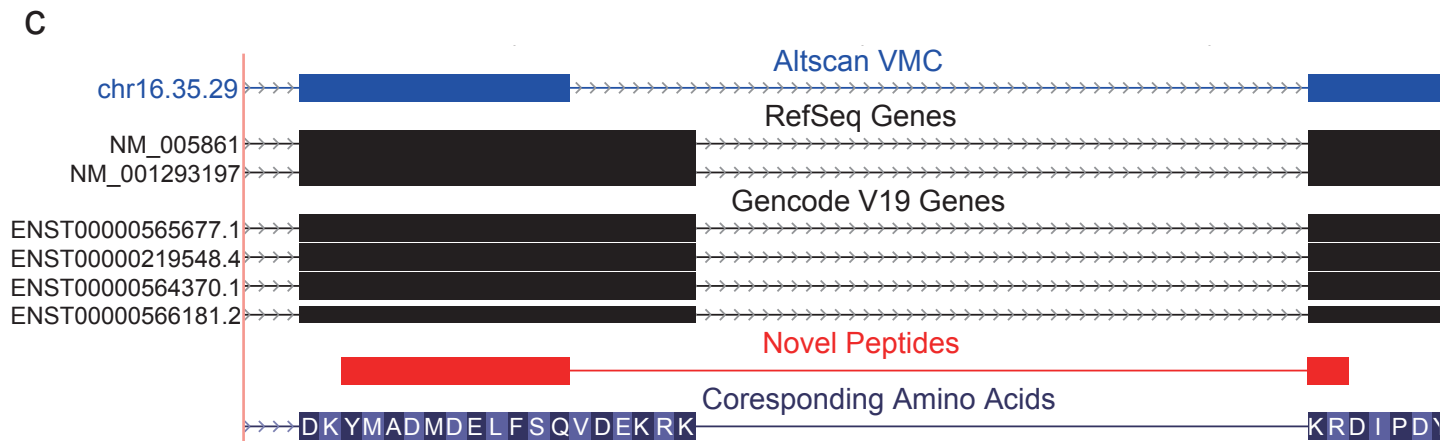 C
Altscan VMC
chr16.35.29
RefSeq Genes
NM_005861
NM_001293197
Gencode V19 Genes
ENST00000565677.1
ENST00000219548.4
ENST00000564370.1
ENST00000566181.2
Novel Peptides
Coresponding Amino Acids
DKYMADMDELFSQVDEKRK KRDIPDY